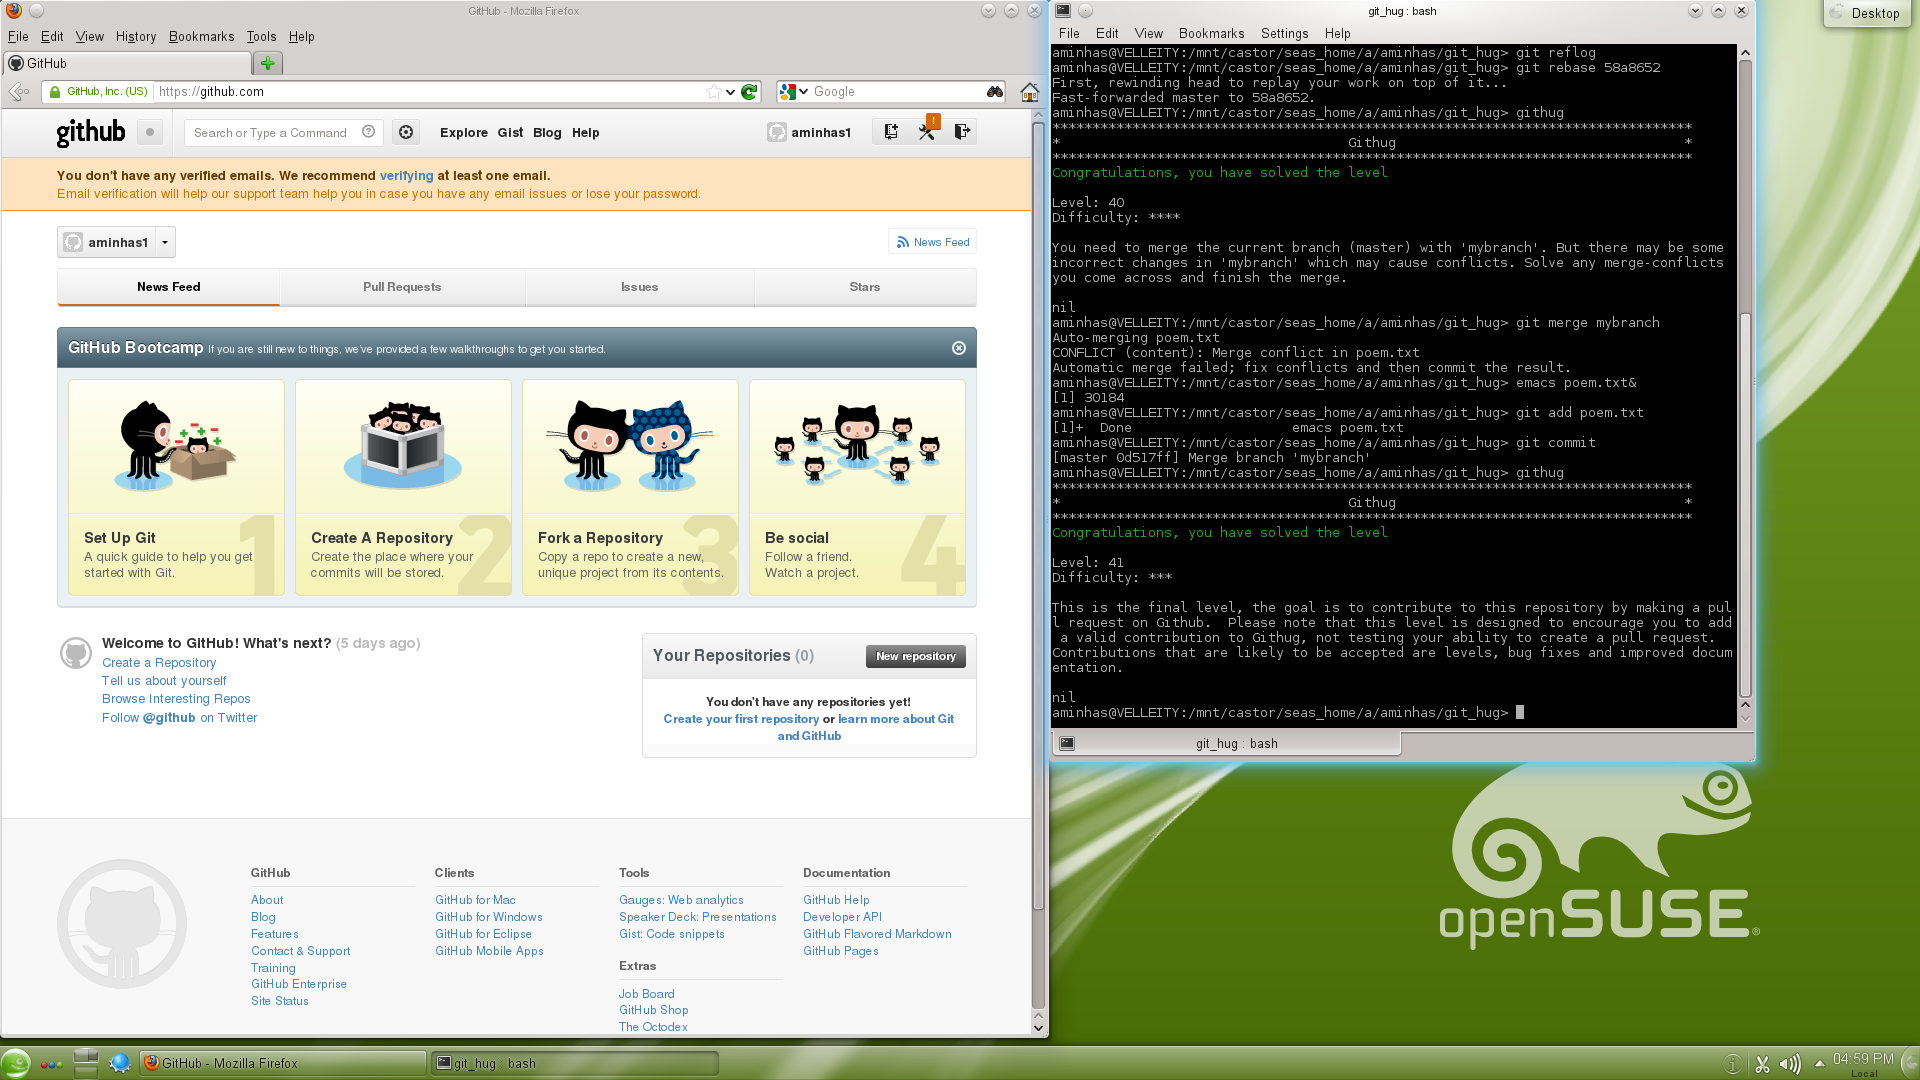 GitHub - Mozilla Firefox
File Edit View History Bookmarks Tools Help
GitHub
GitHub, Inc. (US) https://github.com
Google
github
Search or Type a Command
Explore Gist Blog Help
aminhas1
!
You don't have any verified emails. We recommend verifying at least one email.
Email verification will help our support team help you in case you have any email issues or lose your password.
aminhas1
News Feed
News Feed Pull Requests Issues Stars
GitHub Bootcamp If you are still new to things, we've provided a few walkthroughs to get you started.
Set Up Git
A quick guide to help you get
started with Git.
1
Create A Repository
Create the place where your
commits will be stored.
2
Fork a Repository
Copy a repo to create a new,
unique project from its contents.
3
Be social
Follow a friend.
Watch a project.
4
Welcome to GitHub! What's next? (5 days ago)
Create a Repository
Tell us about yourself
Browse Interesting Repos
Follow @github on Twitter
Your Repositories (0)
New repository
You don't have any repositories yet!
Create your first repository or learn more about Git
and GitHub
GitHub
About
Blog
Features
Contact & Support
Training
GitHub Enterprise
Site Status
Clients
GitHub for Mac
GitHub for Windows
GitHub for Eclipse
GitHub Mobile Apps
Tools
Gauges: Web analytics
Speaker Deck: Presentations
Gist: Code snippets
Extras
Job Board
GitHub Shop
The Octodex
Documentation
GitHub Help
Developer API
GitHub Flavored Markdown
GitHub Pages
git_hug : bash
File Edit View Bookmarks Settings Help
aminhas@VELLEITY:/mnt/castor/seas_home/a/aminhas/git_hug> git reflog
aminhas@VELLEITY:/mnt/castor/seas_home/a/aminhas/git_hug> git rebase 58a8652
First, rewinding head to replay your work on top of it...
Fast-forwarded master to 58a8652.
aminhas@VELLEITY:/mnt/castor/seas_home/a/aminhas/git_hug> githug
********************************************************************************
* Githug *
********************************************************************************
Congratulations, you have solved the level
Level: 40
Difficulty: ****
You need to merge the current branch (master) with 'mybranch'. But there may be some
incorrect changes in 'mybranch' which may cause conflicts. Solve any merge-conflicts
you come across and finish the merge.
nil
aminhas@VELLEITY:/mnt/castor/seas_home/a/aminhas/git_hug> git merge mybranch
Auto-merging poem.txt
CONFLICT (content): Merge conflict in poem.txt
Automatic merge failed; fix conflicts and then commit the result.
aminhas@VELLEITY:/mnt/castor/seas_home/a/aminhas/git_hug> emacs poem.txt&
[1] 30184
aminhas@VELLEITY:/mnt/castor/seas_home/a/aminhas/git_hug> git add poem.txt
[1]+ Done emacs poem.txt
aminhas@VELLEITY:/mnt/castor/seas_home/a/aminhas/git_hug> git commit
[master 0d517ff] Merge branch 'mybranch'
aminhas@VELLEITY:/mnt/castor/seas_home/a/aminhas/git_hug> githug
********************************************************************************
* Githug *
********************************************************************************
Congratulations, you have solved the level
Level: 41
Difficulty: ***
This is the final level, the goal is to contribute to this repository by making a pul
l request on Github. Please note that this level is designed to encourage you to add
a valid contribution to Githug, not testing your ability to create a pull request.
Contributions that are likely to be accepted are levels, bug fixes and improved docum
entation.
nil
aminhas@VELLEITY:/mnt/castor/seas_home/a/aminhas/git_hug>
git_hug : bash
Desktop
openSUSE®
GitHub - Mozilla Firefox
git_hug : bash
04:59 PM
Local